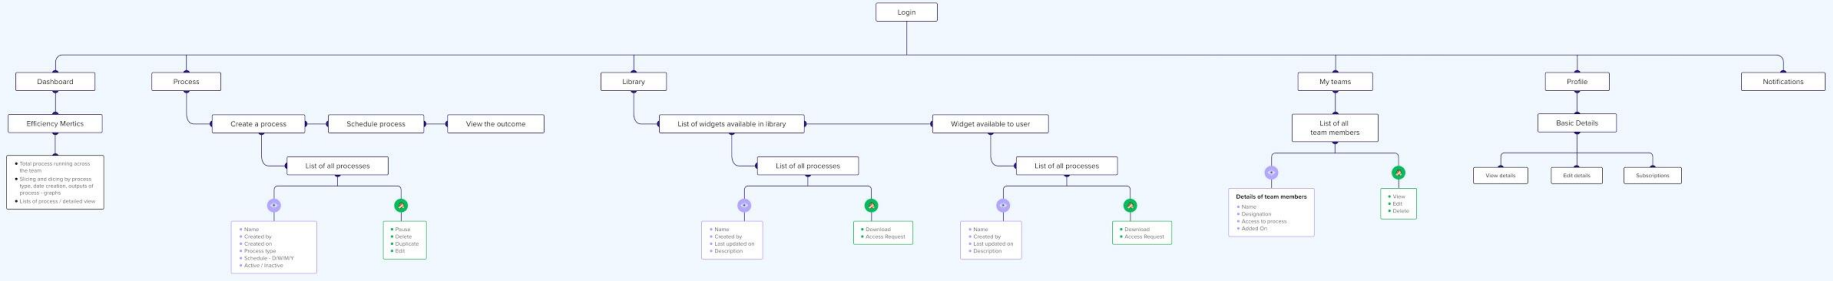 Login
Dashboard
Process
Library
My teams
Profile
Notifications
Efficiency Mertics
Create a process
Schedule process
View the outcome
List of widgets available in library
Widget available to user
List of all
team members
Basic Details
Total process running across
the team
Slicing and dicing by process
type, date creation, outputs of
process - graphs
Lists of process / detailed view
List of all processes
List of all processes
List of all processes
View details
Edit details
Subscriptions
Name
Created by
Created on
Process type
Schedule - D/W/M/Y
Active / Inactive
Pause
Delete
Duplicate
Edit
Name
Created by
Last updated on
Description
Download
Access Request
Name
Created by
Last updated on
Description
Download
Access Request
Details of team members
Name
Designation
Access to process
Added On
View
Edit
Delete